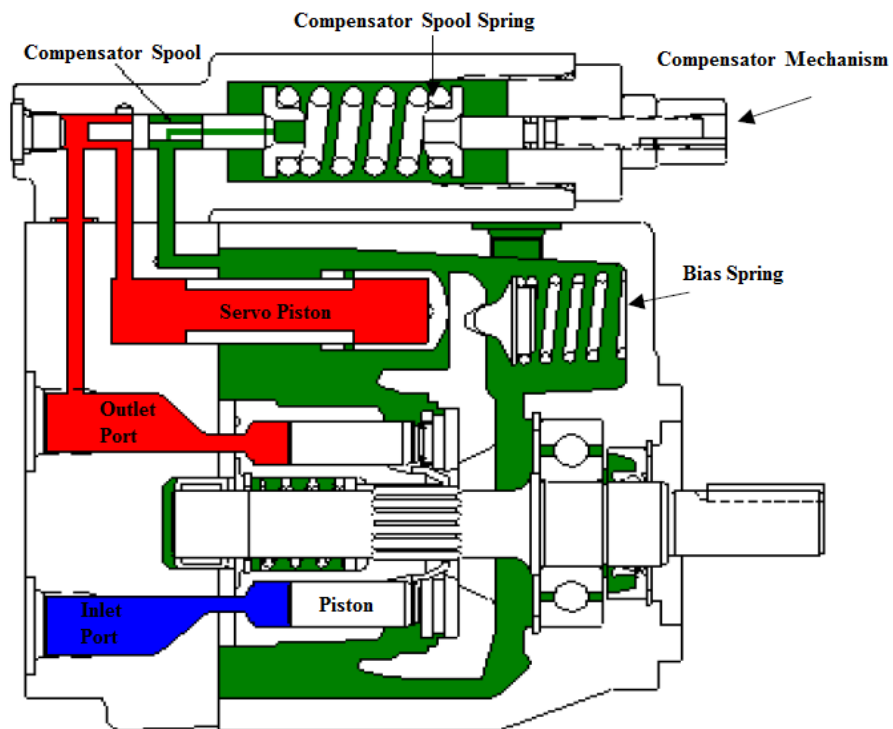 Compensator Spool Spring
Compensator Spool
Compensator Mechanism
Bias Spring
Servo Piston
Outlet
Port
Piston
Inlet
Port